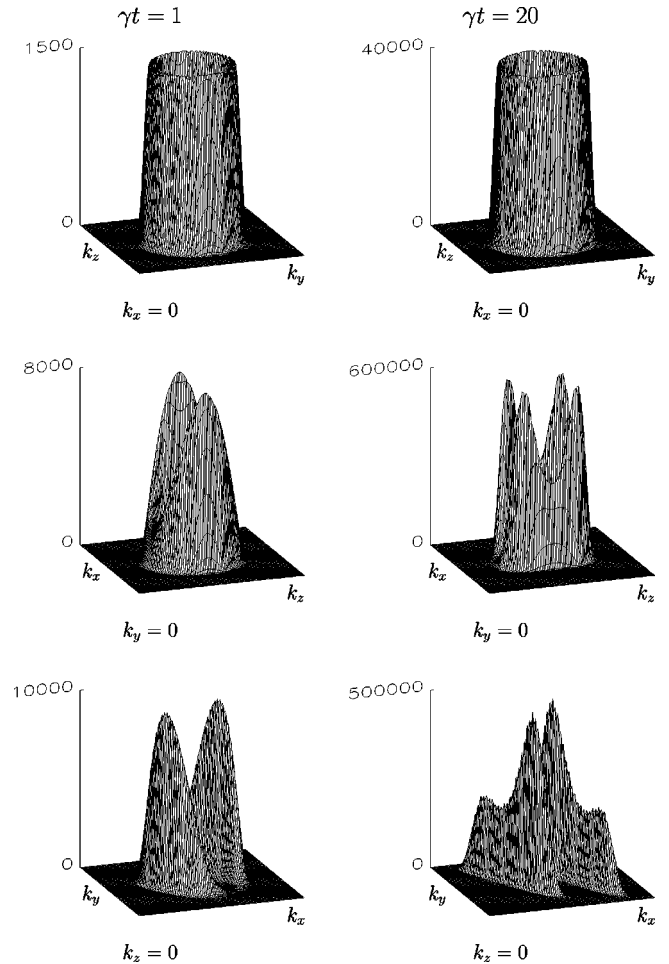 γt = 1
γt = 20
1500
0
k_z
k_y
k_x = 0
40000
0
k_z
k_y
k_x = 0
8000
0
k_x
k_z
k_y = 0
600000
0
k_x
k_z
k_y = 0
10000
0
k_y
k_x
k_z = 0
500000
0
k_y
k_x
k_z = 0